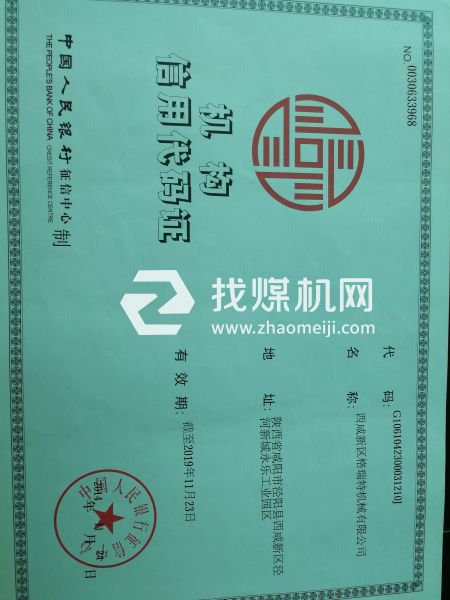 NO. 0030633968
机构
信用代码证
中国人民银行征信中心 制
THE PEOPLE'S BANK OF CHINA CREDIT REFERENCE CENTRE
代 码: G1061042300031210J
名 称: 西咸新区格瑞特机械有限公司
地 址: 陕西省咸阳市泾阳县西咸新区泾
河新城永乐工业园区
有 效 期: 截至2019年11月23日
找煤机网
www.zhaomeiji.com